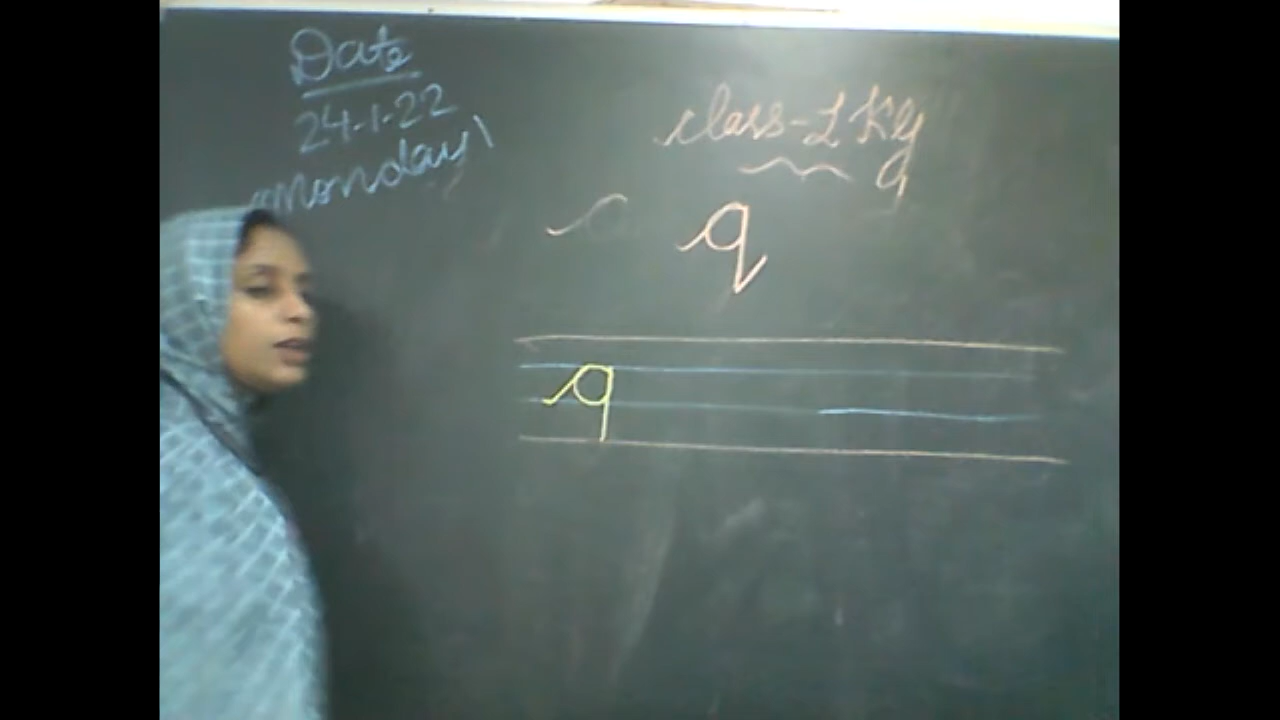 Date
24-1-22
Monday
class-LKg
q
q